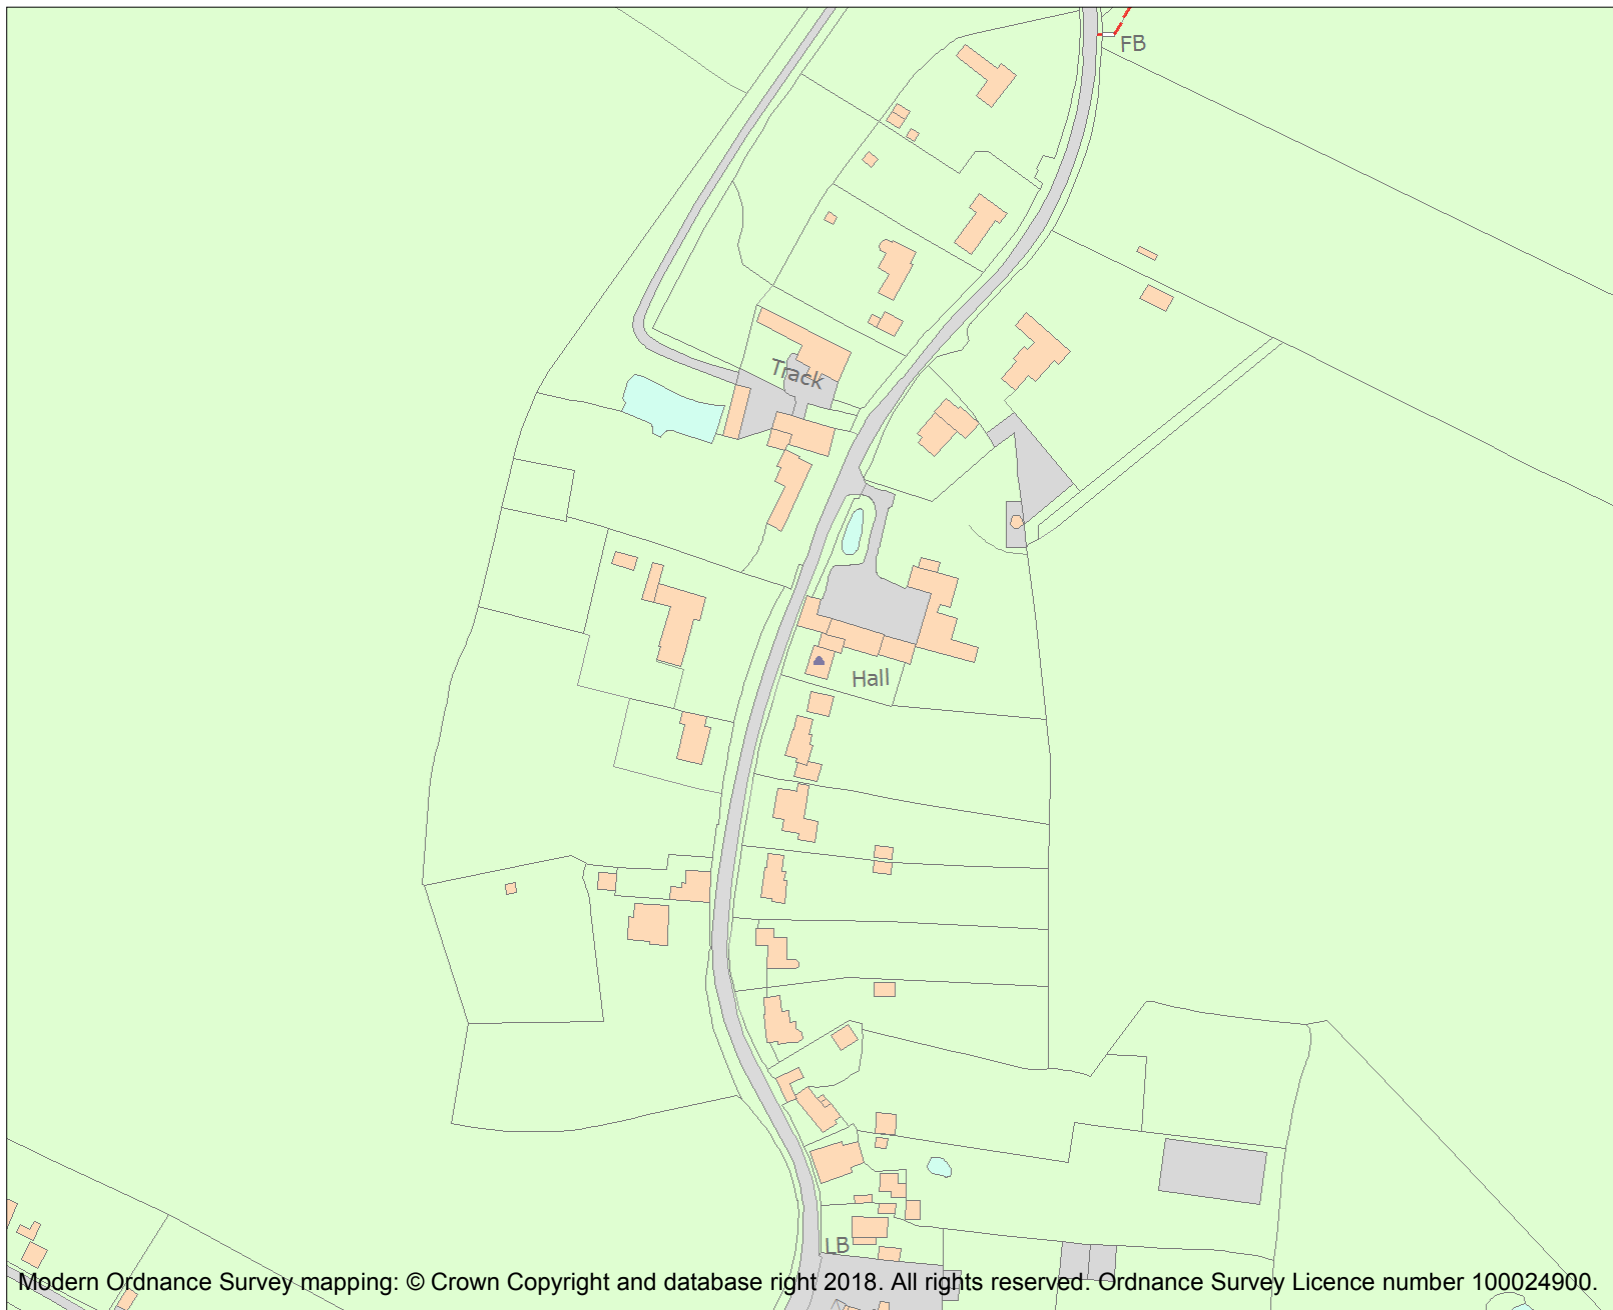 FB
Track
Hall
LB
Modern Ordnance Survey mapping: © Crown Copyright and database right 2018. All rights reserved. Ordnance Survey Licence number 100024900.